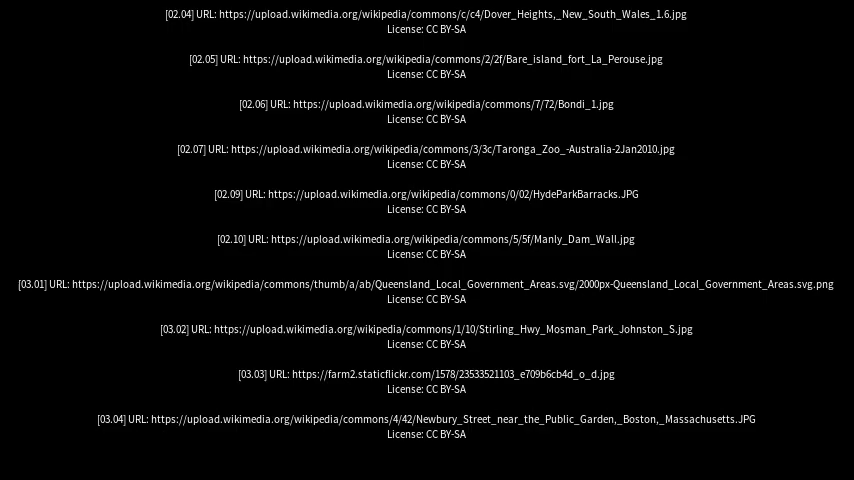 [02.04] URL: https://upload.wikimedia.org/wikipedia/commons/c/c4/Dover_Heights,_New_South_Wales_1.6.jpg
License: CC BY-SA
[02.05] URL: https://upload.wikimedia.org/wikipedia/commons/2/2f/Bare_island_fort_La_Perouse.jpg
License: CC BY-SA
[02.06] URL: https://upload.wikimedia.org/wikipedia/commons/7/72/Bondi_1.jpg
License: CC BY-SA
[02.07] URL: https://upload.wikimedia.org/wikipedia/commons/3/3c/Taronga_Zoo_-Australia-2Jan2010.jpg
License: CC BY-SA
[02.09] URL: https://upload.wikimedia.org/wikipedia/commons/0/02/HydeParkBarracks.JPG
License: CC BY-SA
[02.10] URL: https://upload.wikimedia.org/wikipedia/commons/5/5f/Manly_Dam_Wall.jpg
License: CC BY-SA
[03.01] URL: https://upload.wikimedia.org/wikipedia/commons/thumb/a/ab/Queensland_Local_Government_Areas.svg/2000px-Queensland_Local_Government_Areas.svg.png
License: CC BY-SA
[03.02] URL: https://upload.wikimedia.org/wikipedia/commons/1/10/Stirling_Hwy_Mosman_Park_Johnston_S.jpg
License: CC BY-SA
[03.03] URL: https://farm2.staticflickr.com/1578/23533521103_e709b6cb4d_o_d.jpg
License: CC BY-SA
[03.04] URL: https://upload.wikimedia.org/wikipedia/commons/4/42/Newbury_Street_near_the_Public_Garden,_Boston,_Massachusetts.JPG
License: CC BY-SA